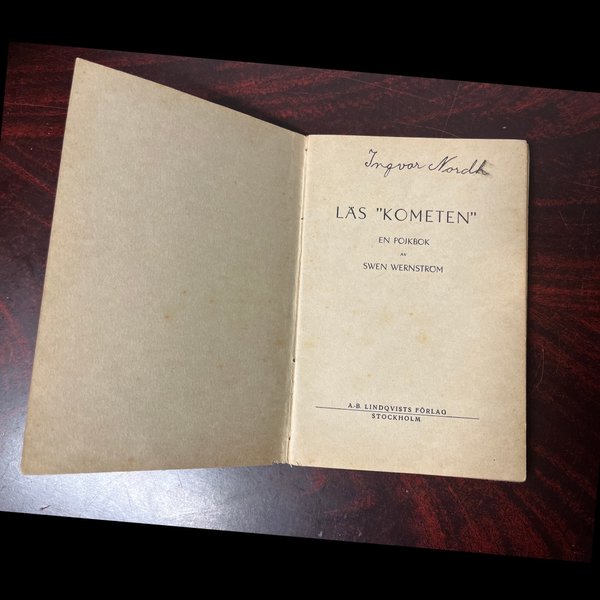 Ingvar Nordh
LÄS "KOMETEN"
EN POJKBOK
AV
SWEN WERNSTRÖM
A.-B. LINDQVISTS FÖRLAG
STOCKHOLM